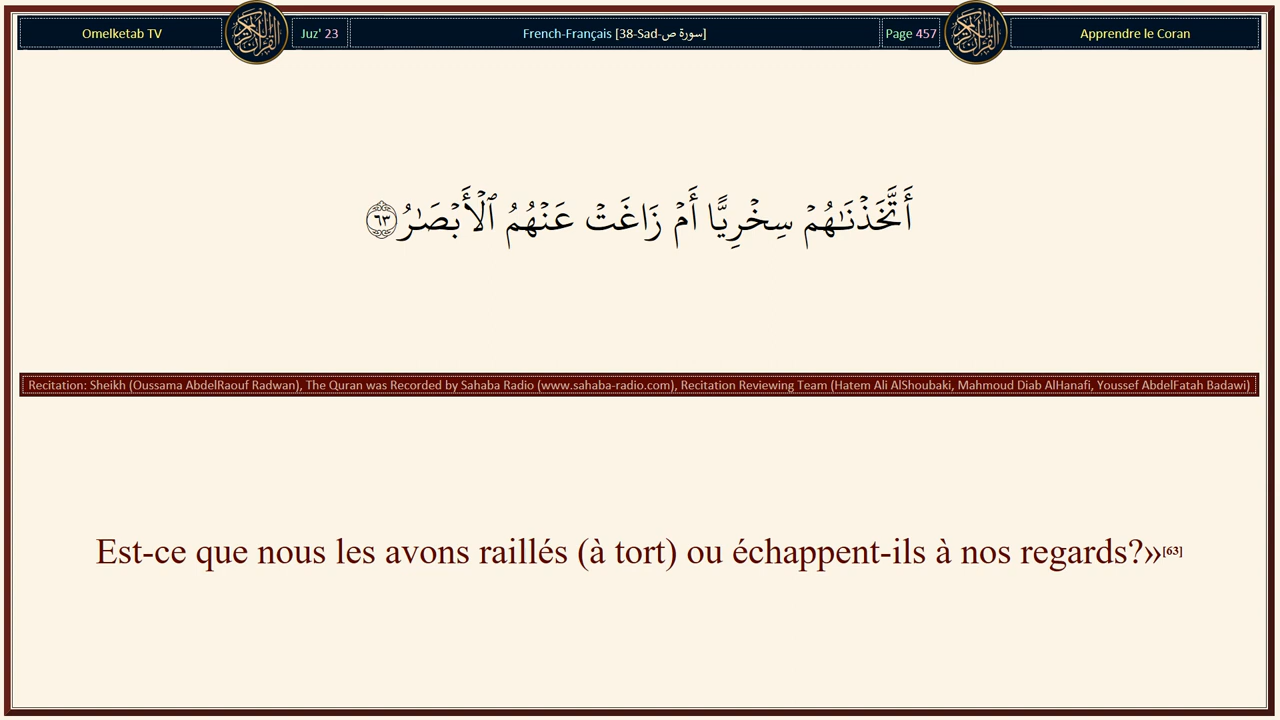 Omelketab TV
Juz' 23
French-Français [38-Sad-سورة ص]
Page 457
Apprendre le Coran
أَتَّخَذْنَـٰهُمْ سِخْرِيًّا أَمْ زَاغَتْ عَنْهُمُ ٱلْأَبْصَـٰرُ ٦٣
Recitation: Sheikh (Oussama AbdelRaouf Radwan), The Quran was Recorded by Sahaba Radio (www.sahaba-radio.com), Recitation Reviewing Team (Hatem Ali AlShoubaki, Mahmoud Diab AlHanafi, Youssef AbdelFatah Badawi)
Est-ce que nous les avons raillés (à tort) ou échappent-ils à nos regards?»[63]